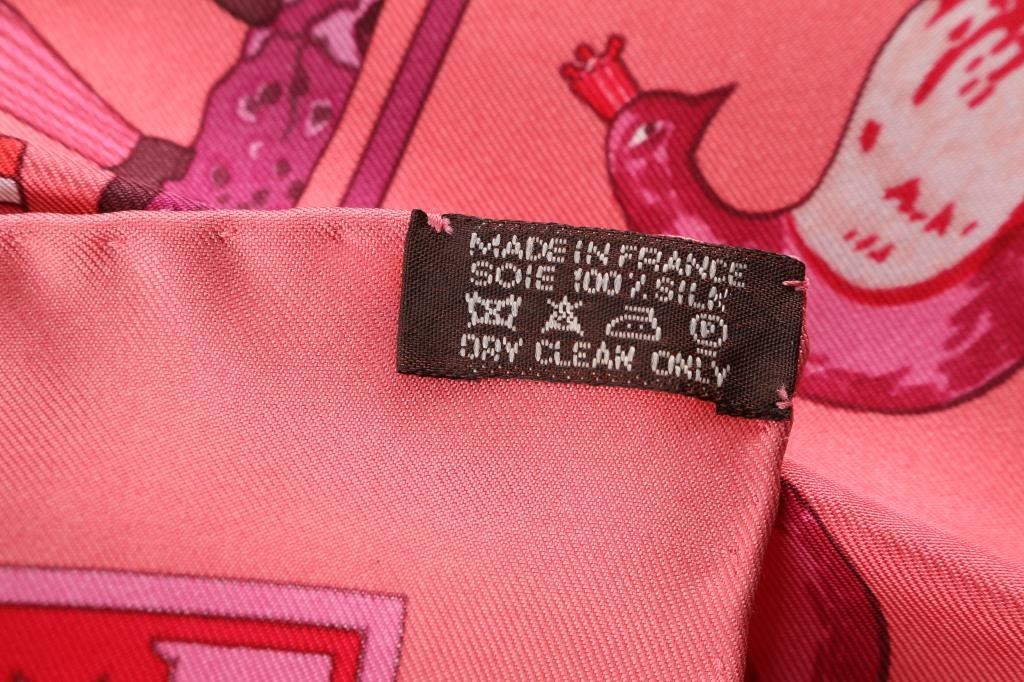 MADE IN FRANCE
SOIE 100% SILK
P
DRY CLEAN ONLY